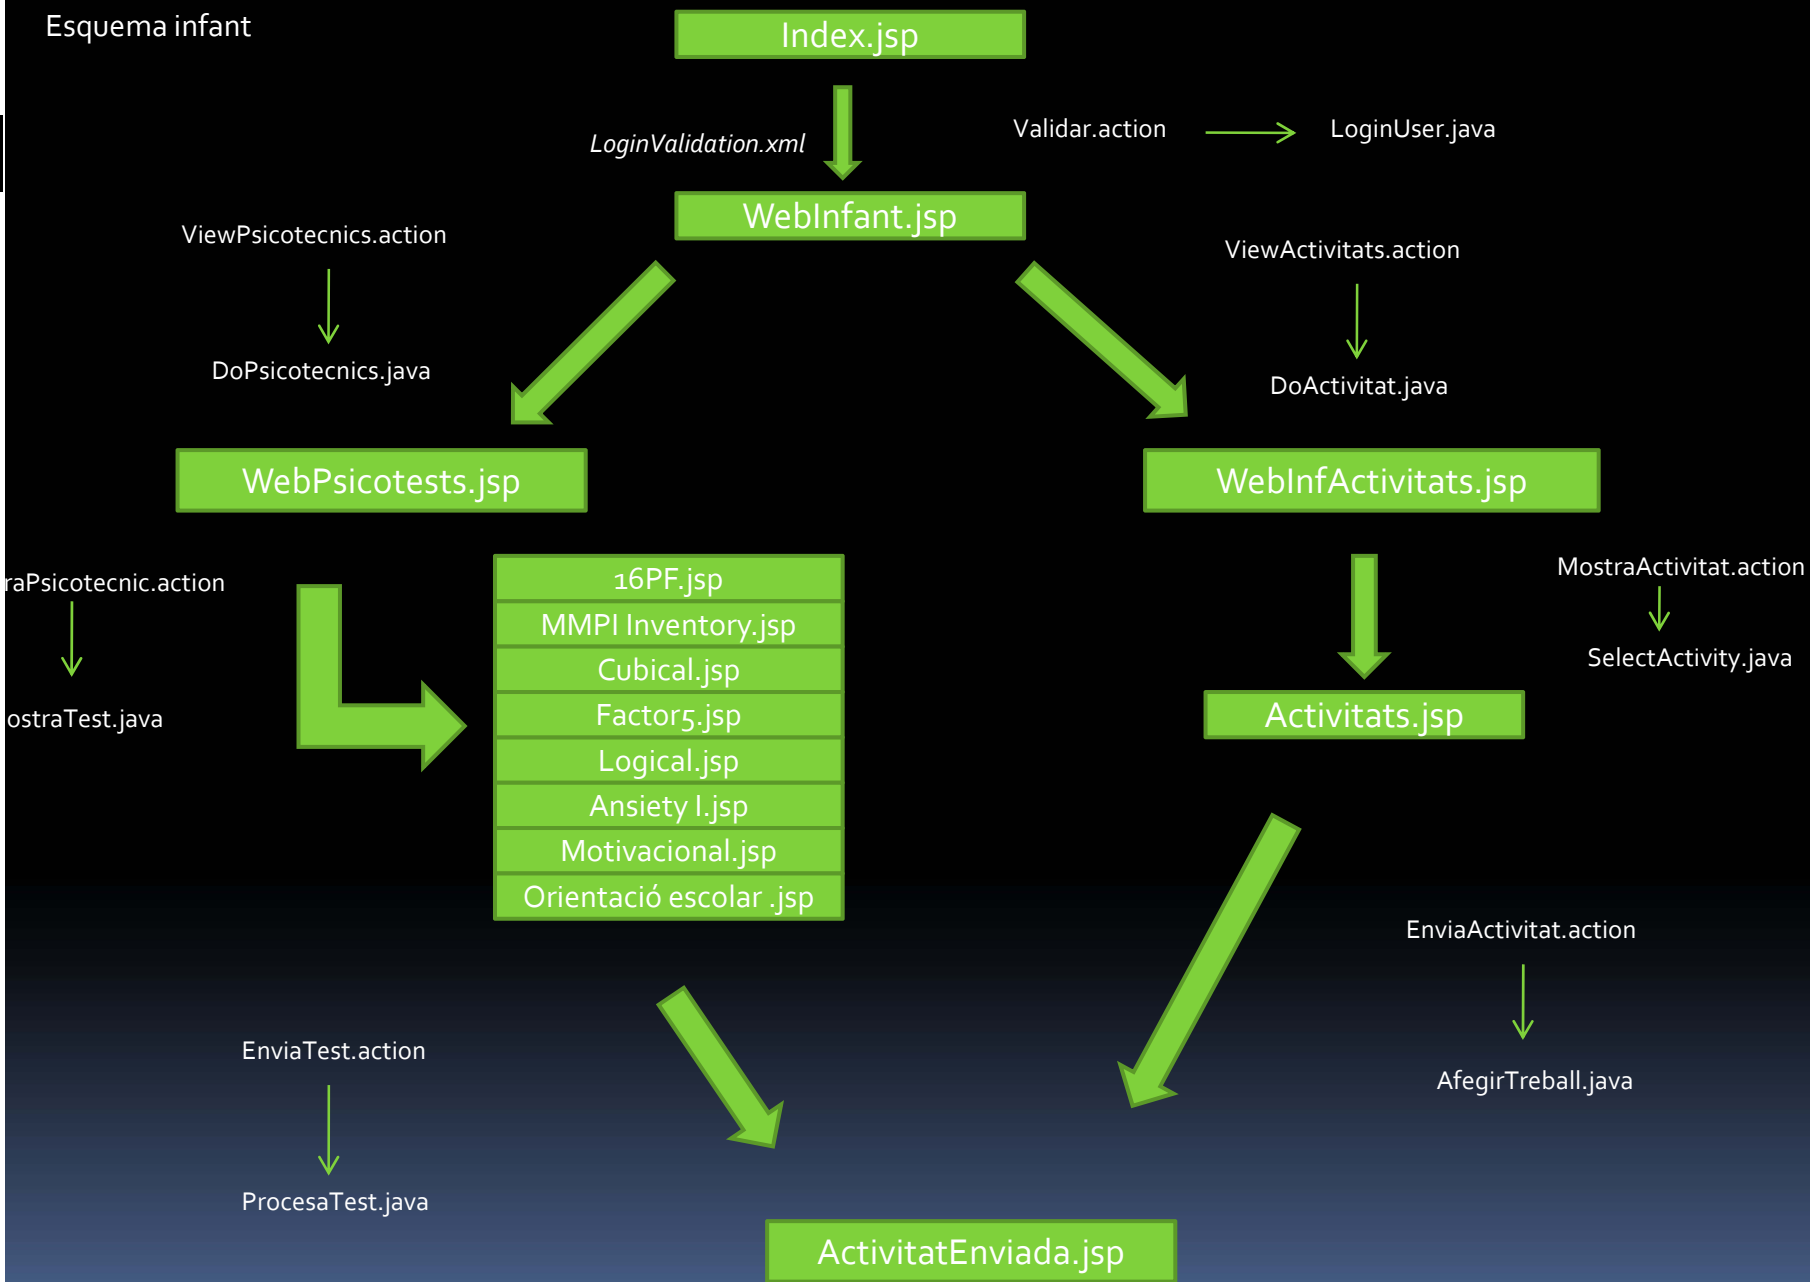 Esquema infant
Index.jsp
LoginValidation.xml
Validar.action
LoginUser.java
WebInfant.jsp
ViewPsicotecnics.action
DoPsicotecnics.java
ViewActivitats.action
DoActivitat.java
WebPsicotests.jsp
WebInfActivitats.jsp
raPsicotecnic.action
ostraTest.java
16PF.jsp
MMPI Inventory.jsp
Cubical.jsp
Factor5.jsp
Logical.jsp
Ansiety I.jsp
Motivacional.jsp
Orientació escolar .jsp
MostraActivitat.action
SelectActivity.java
Activitats.jsp
EnviaActivitat.action
AfegirTreball.java
EnviaTest.action
ProcesaTest.java
ActivitatEnviada.jsp